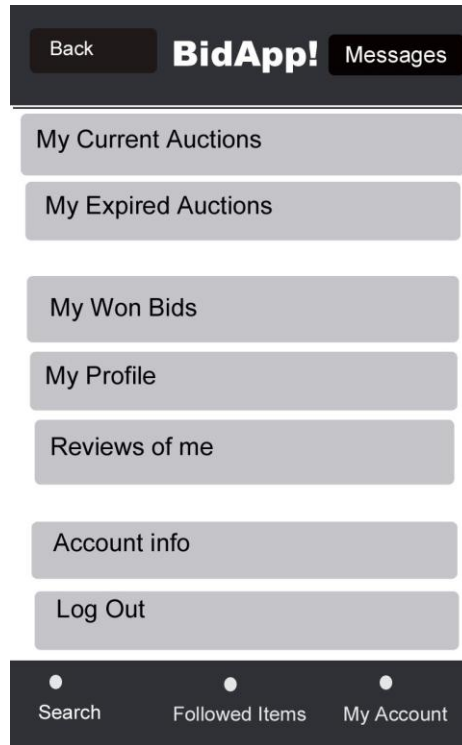 Back
BidApp!
Messages
My Current Auctions
My Expired Auctions
My Won Bids
My Profile
Reviews of me
Account info
Log Out
Search
Followed Items
My Account